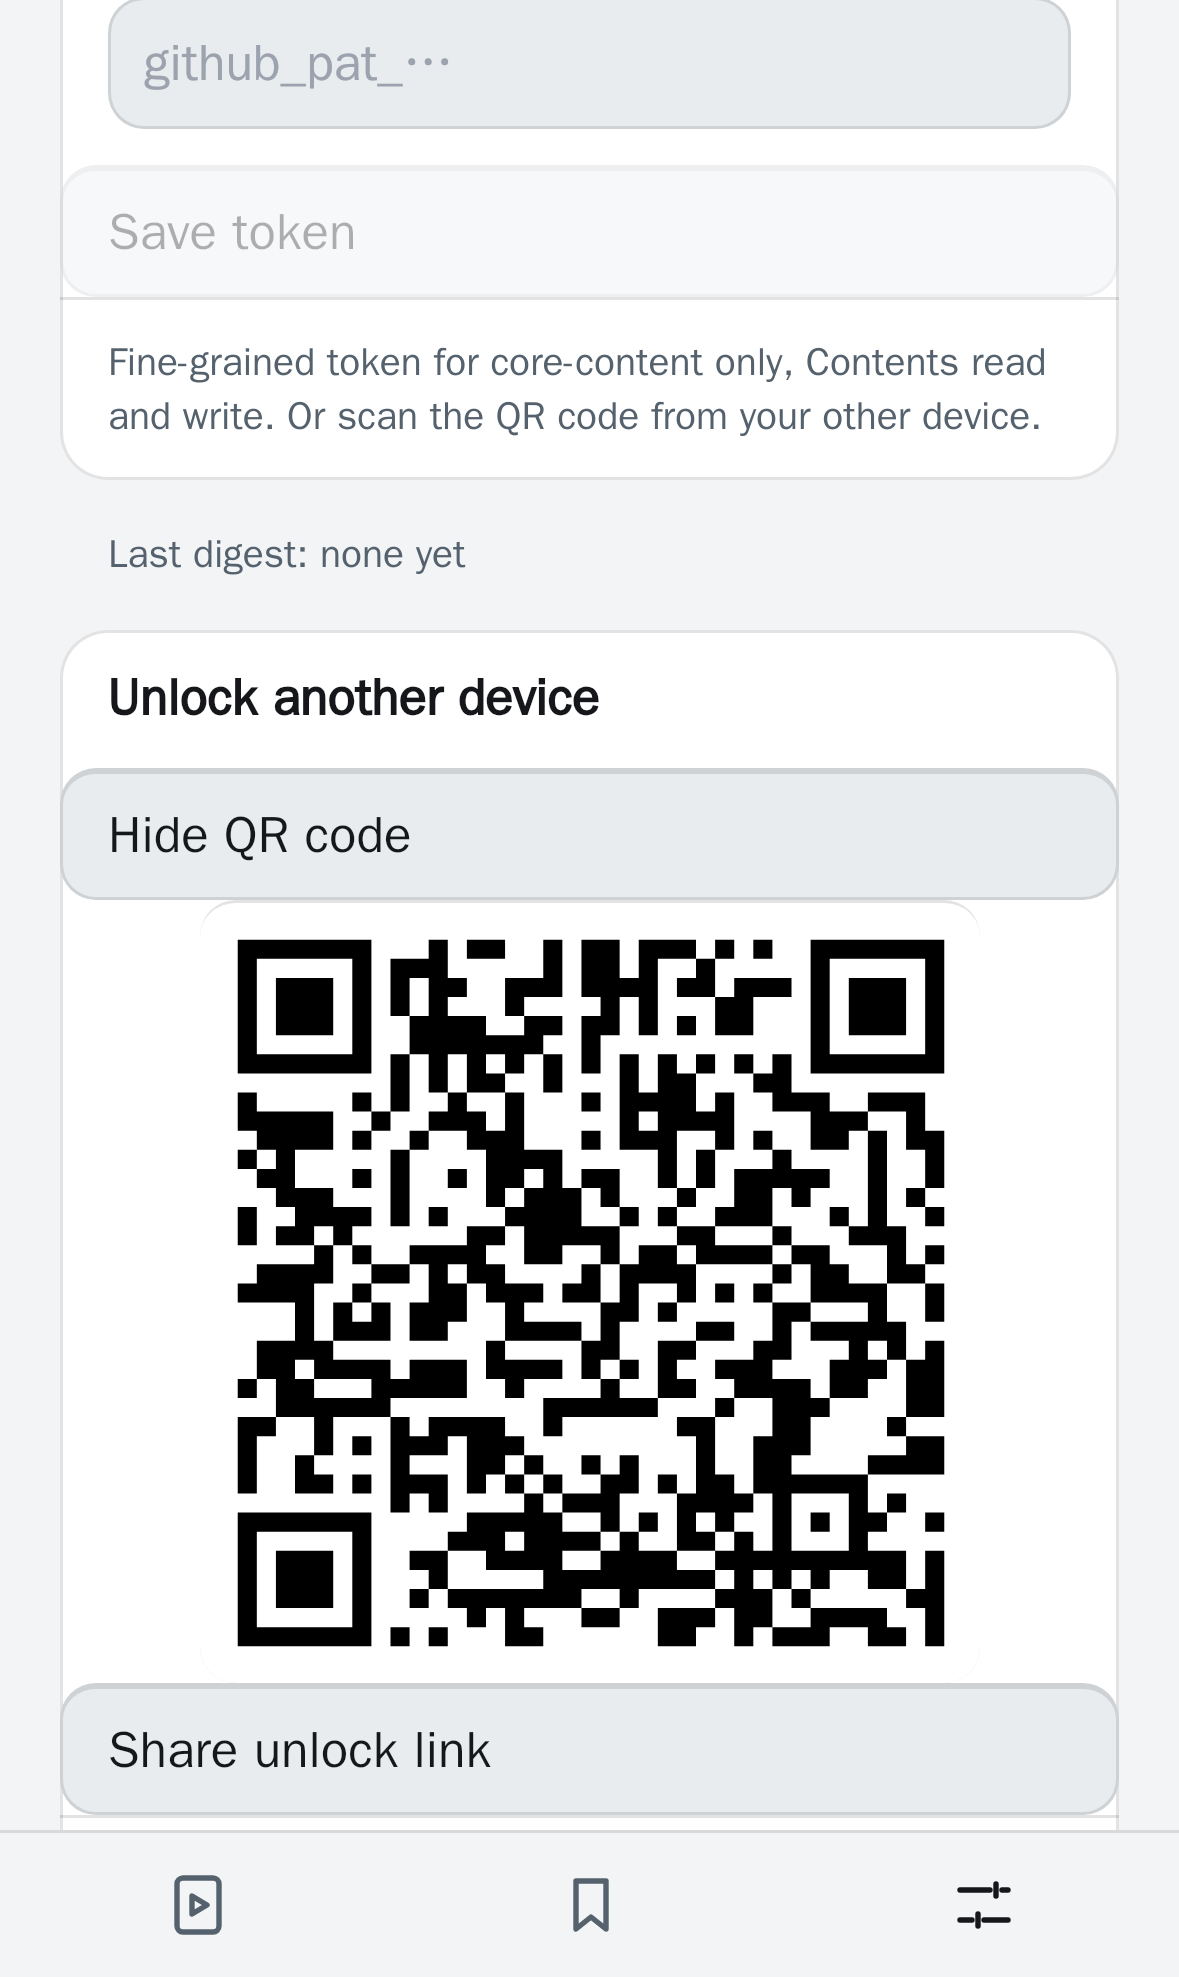 github_pat_…
Save token
Fine-grained token for core-content only, Contents read
and write. Or scan the QR code from your other device.
Last digest: none yet
Unlock another device
Hide QR code
Share unlock link